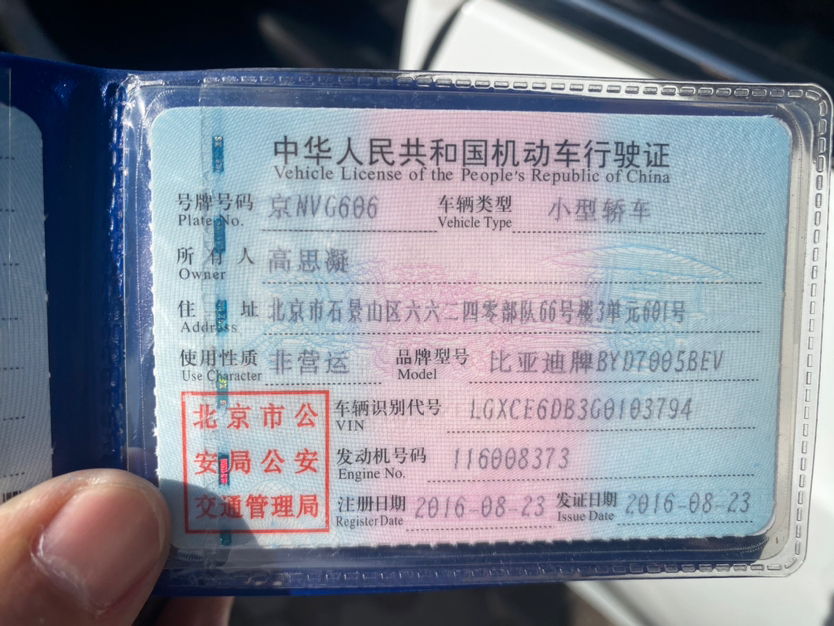 中华人民共和国机动车行驶证
Vehicle License of the People's Republic of China
号牌号码 京NVG606 车辆类型 小型轿车
Plate No. Vehicle Type
所有人 高思凝
Owner
住址 北京市石景山区六六二四零部队66号楼3单元601号
Address
使用性质 非营运 品牌型号 比亚迪牌BYD7005BEV
Use Character Model
北京市公
安局公安
交通管理局
车辆识别代号 LGXCE6DB3G0103794
VIN
发动机号码 116008373
Engine No.
注册日期 2016-08-23 发证日期 2016-08-23
Register Date Issue Date